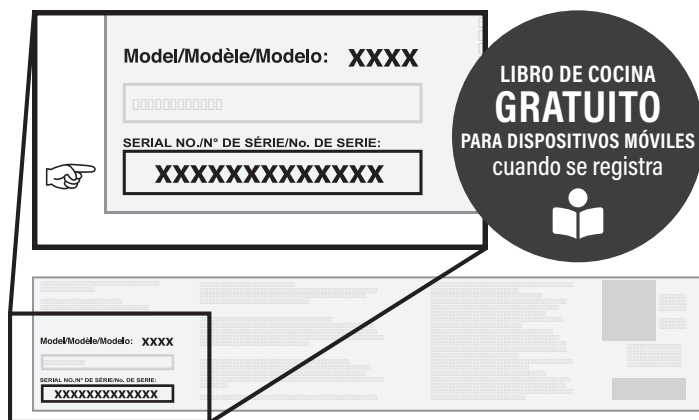 Model/Modèle/Modelo: XXXX
SERIAL NO./N° DE SÉRIE/No. DE SERIE:
XXXXXXXXXXXXX
LIBRO DE COCINA
GRATUITO
PARA DISPOSITIVOS MÓVILES
cuando se registra
Model/Modèle/Modelo: XXXX
SERIAL NO./N° DE SÉRIE/No. DE SERIE:
XXXXXXXXXXXXX